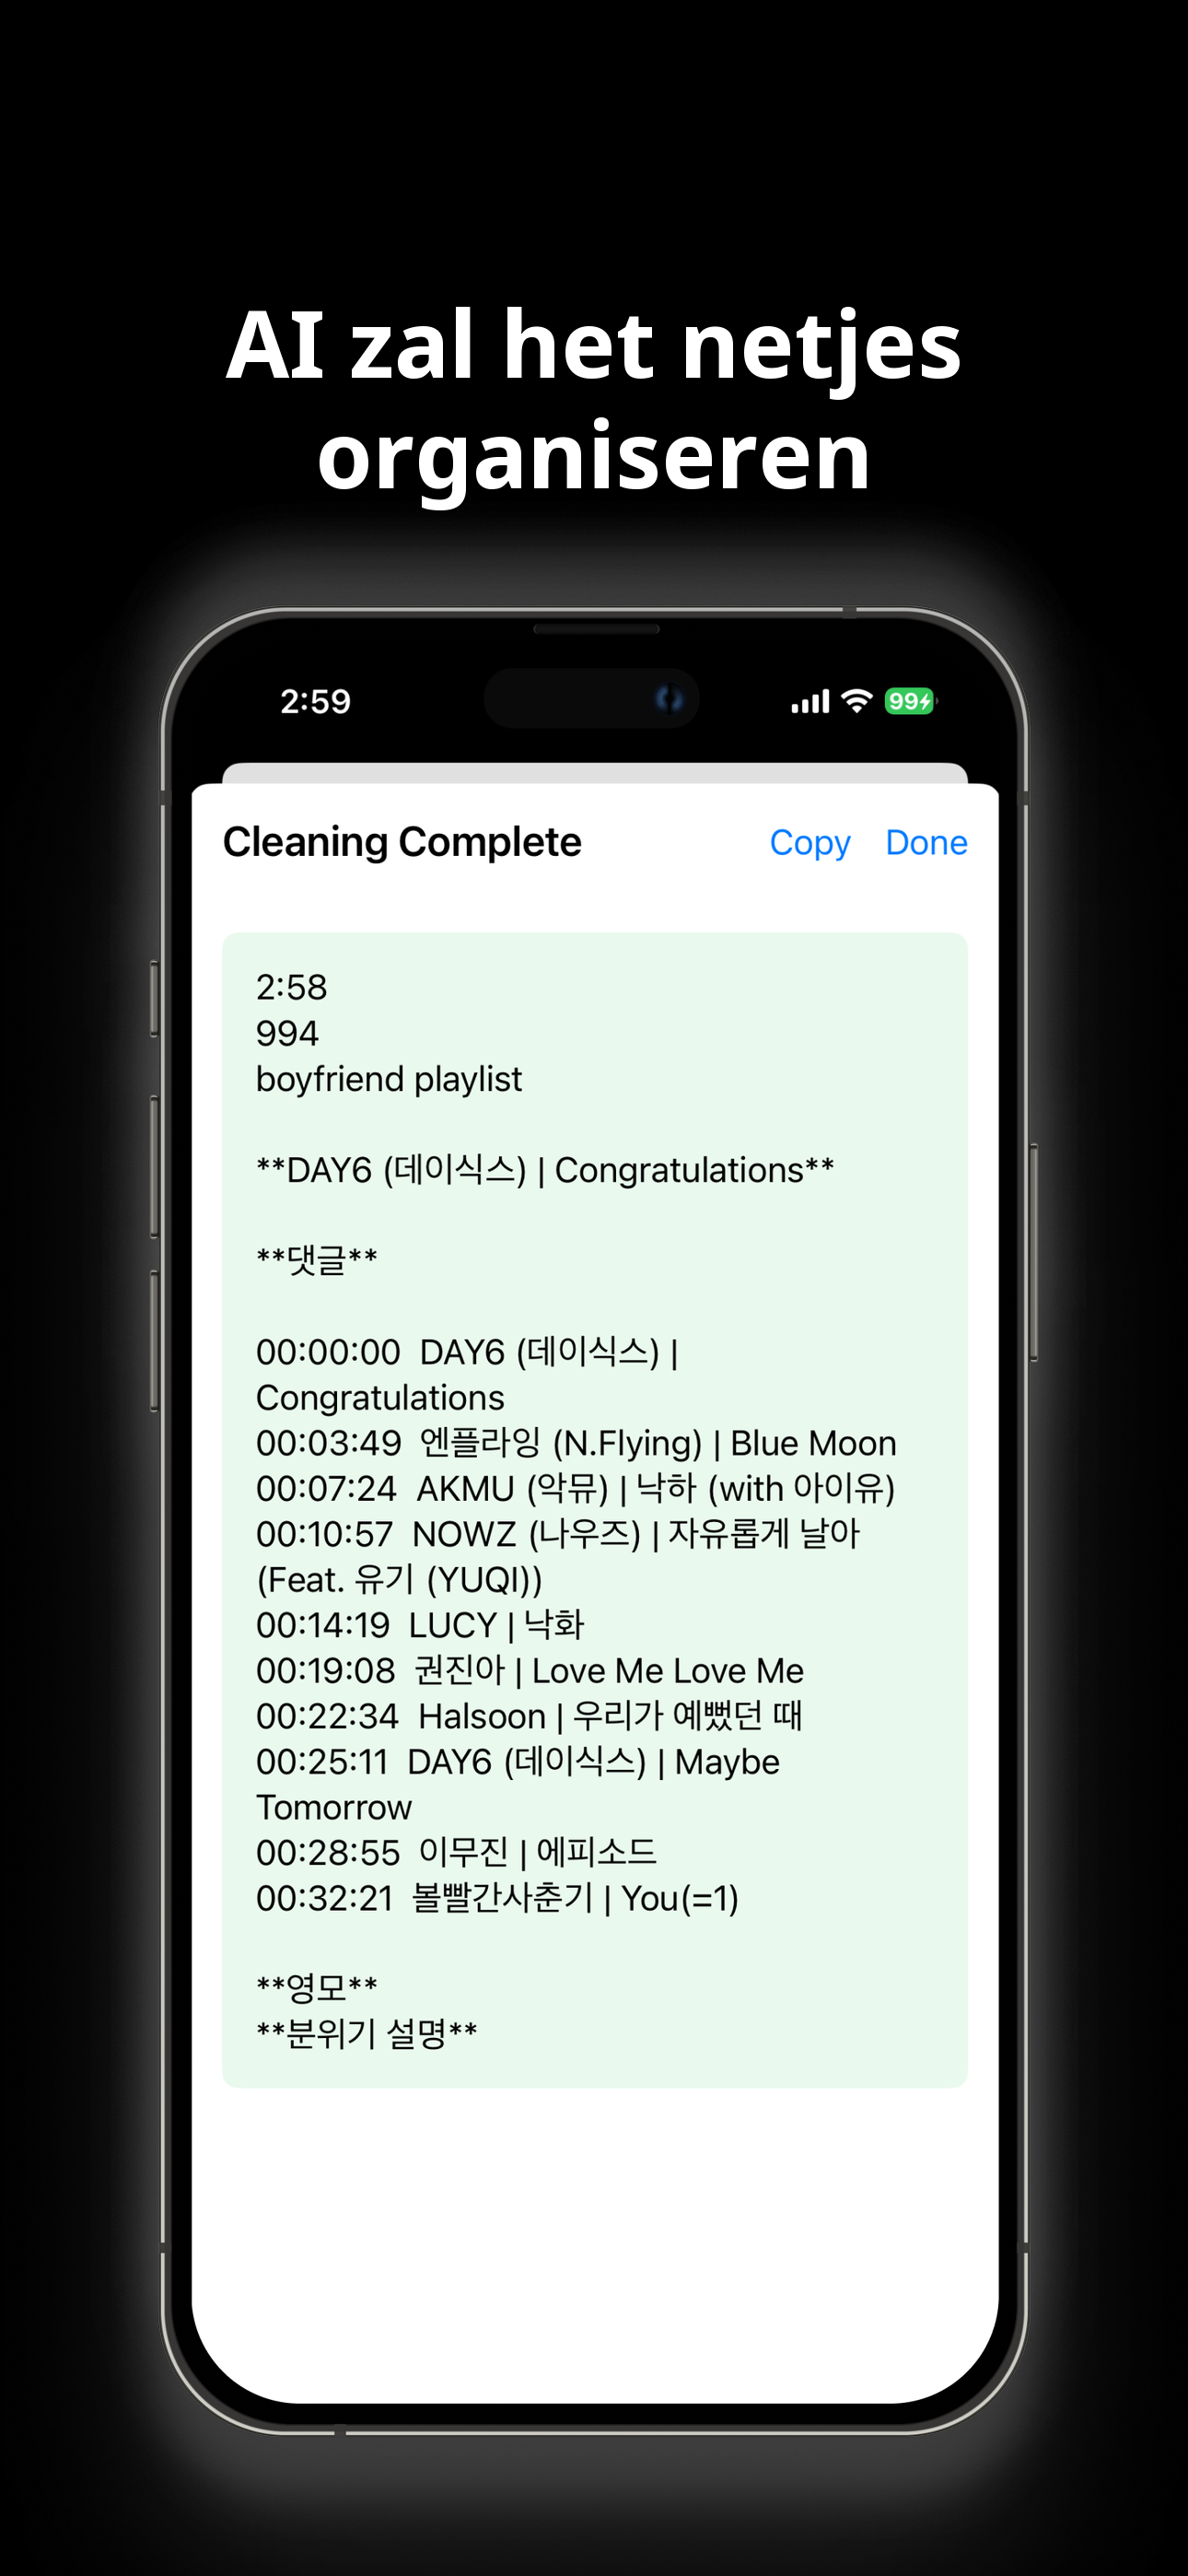 AI zal het netjes
organiseren
2:59
99
Cleaning Complete
Copy Done
2:58
994
boyfriend playlist
**DAY6 (데이식스) | Congratulations**
**댓글**
00:00:00 DAY6 (데이식스) |
Congratulations
00:03:49 엔플라잉 (N.Flying) | Blue Moon
00:07:24 AKMU (악뮤) | 낙하 (with 아이유)
00:10:57 NOWZ (나우즈) | 자유롭게 날아
(Feat. 유기 (YUQI))
00:14:19 LUCY | 낙화
00:19:08 권진아 | Love Me Love Me
00:22:34 Halsoon | 우리가 예뻤던 때
00:25:11 DAY6 (데이식스) | Maybe
Tomorrow
00:28:55 이무진 | 에피소드
00:32:21 볼빨간사춘기 | You(=1)
**영모**
**분위기 설명**